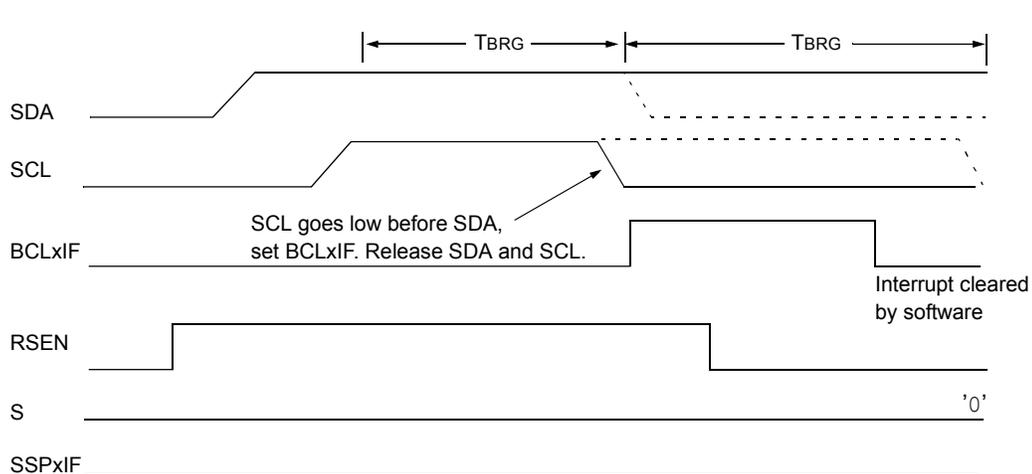 TBRG TBRG
SDA
SCL
SCL goes low before SDA,
set BCLxIF. Release SDA and SCL.
BCLxIF
Interrupt cleared
by software
RSEN
S
'0'
SSPxIF